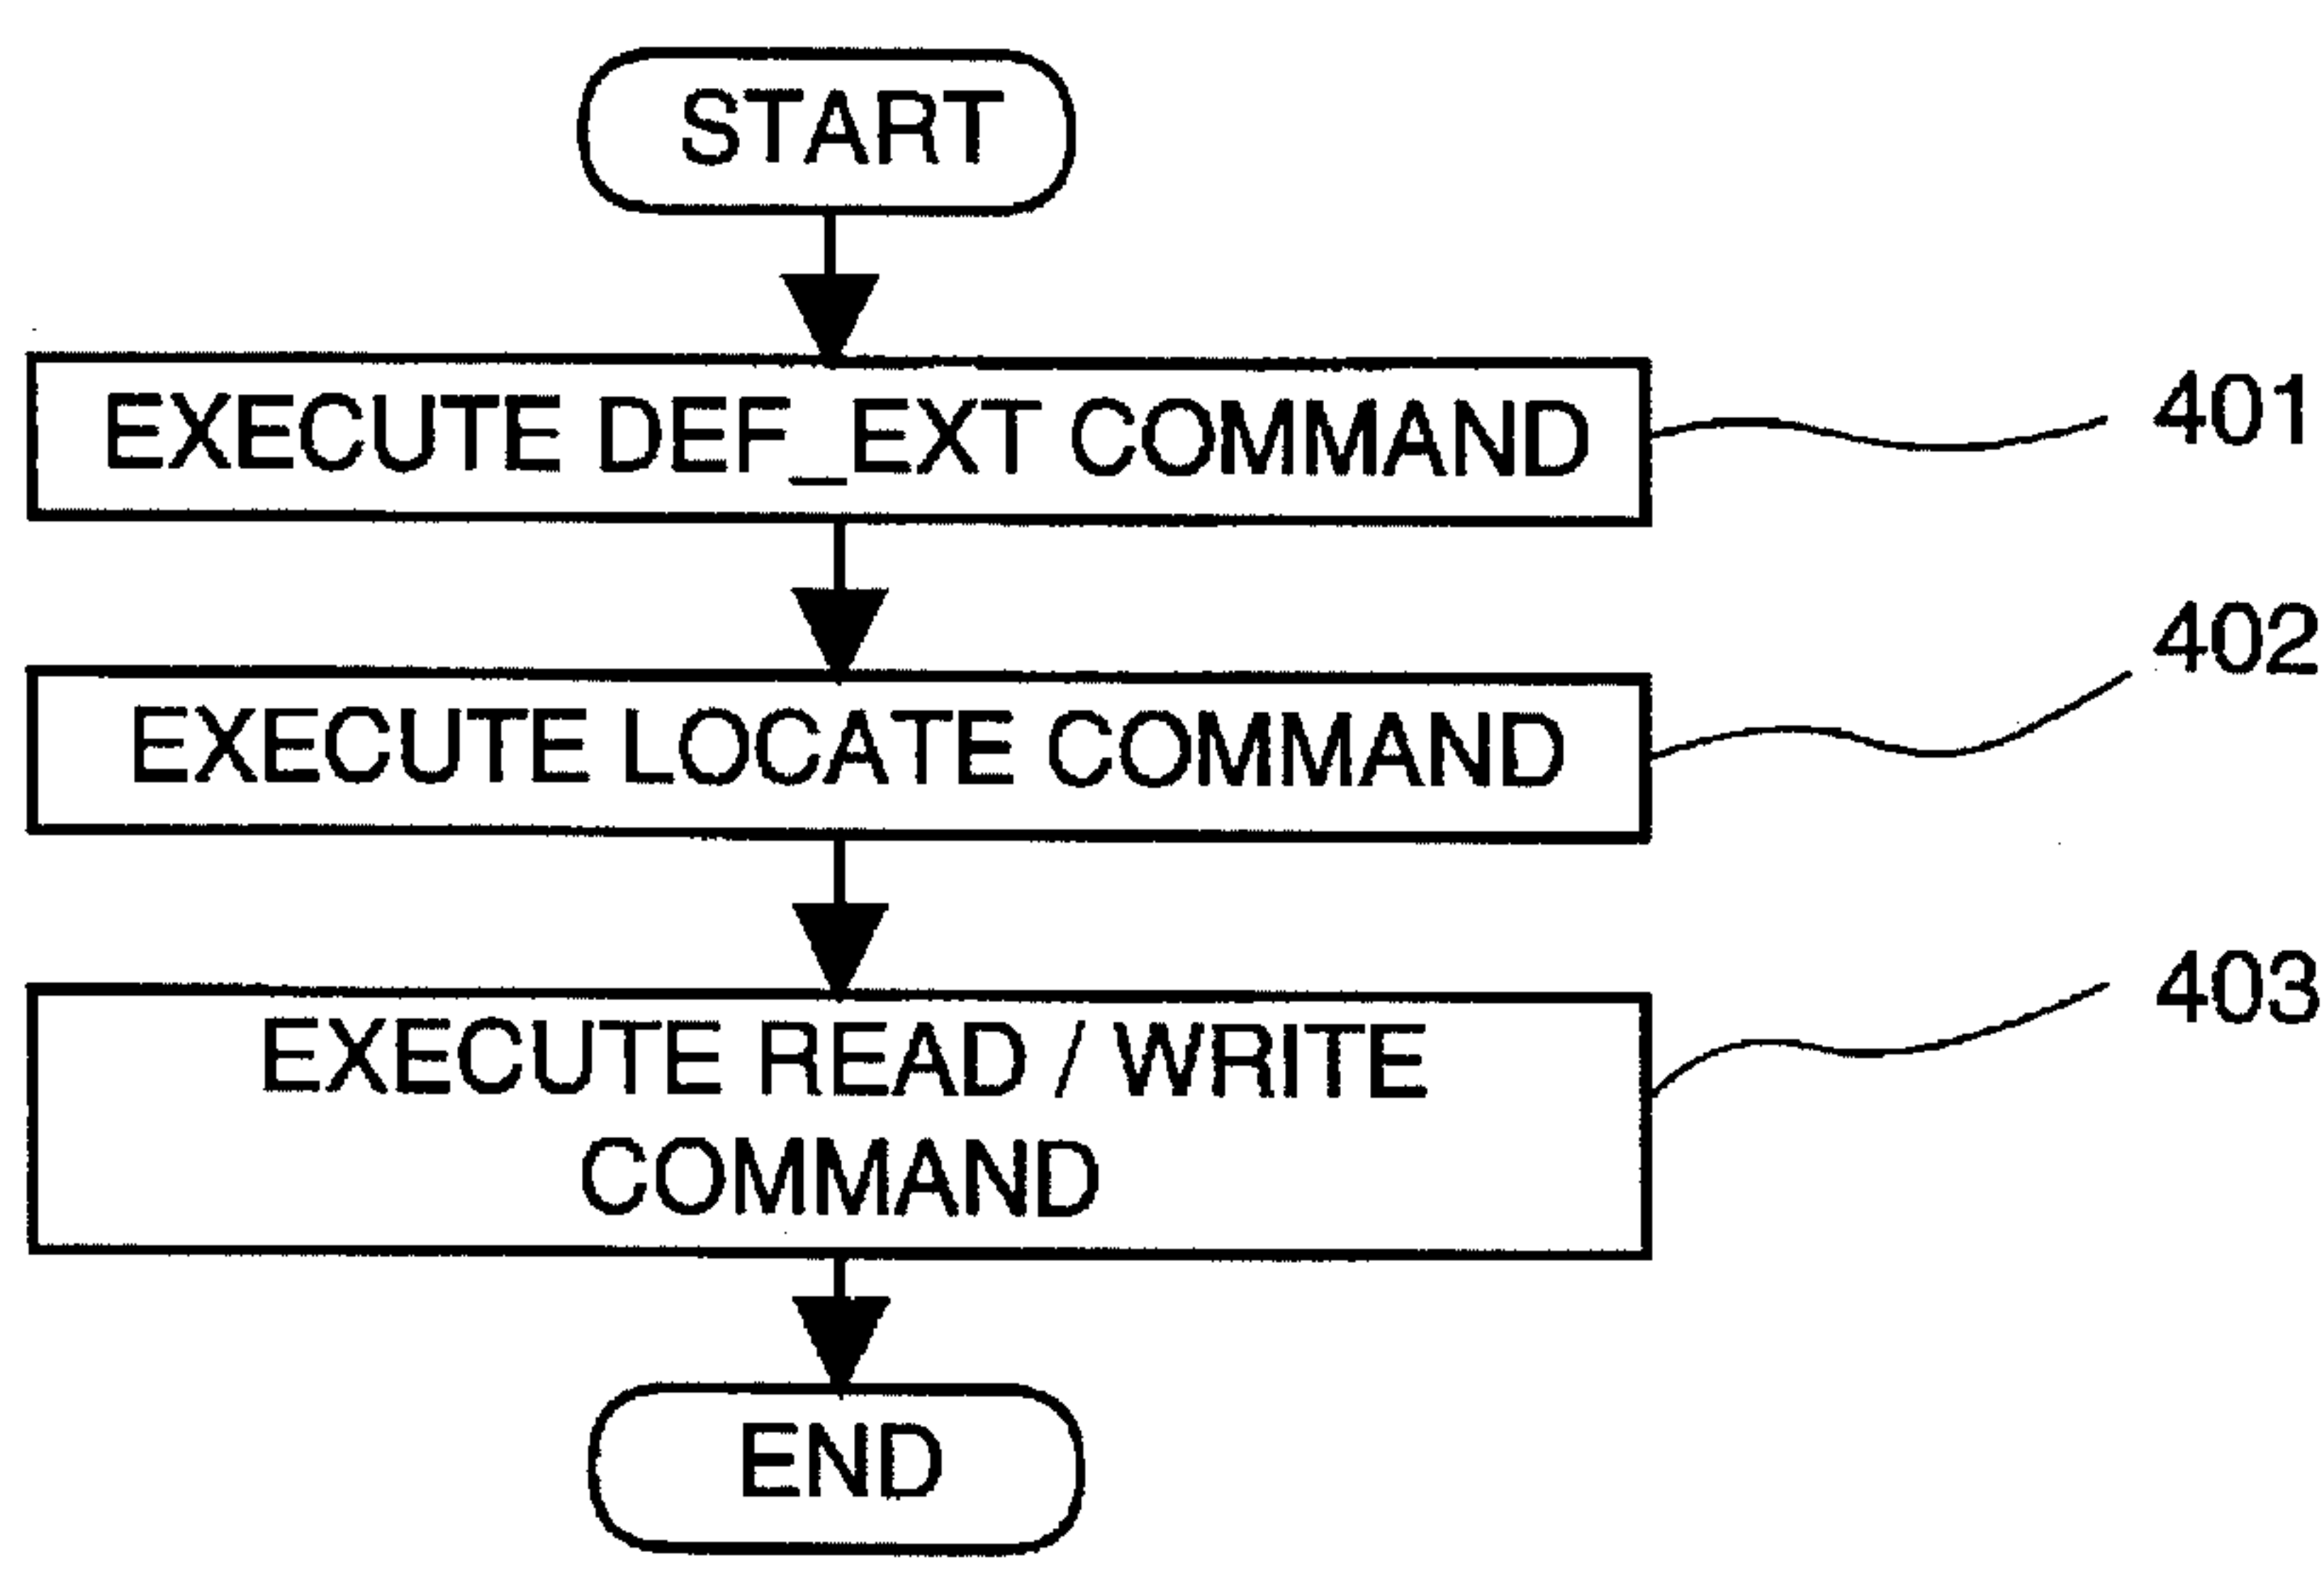 START
EXECUTE DEF_EXT COMMAND
401
EXECUTE LOCATE COMMAND
402
EXECUTE READ / WRITE
COMMAND
403
END